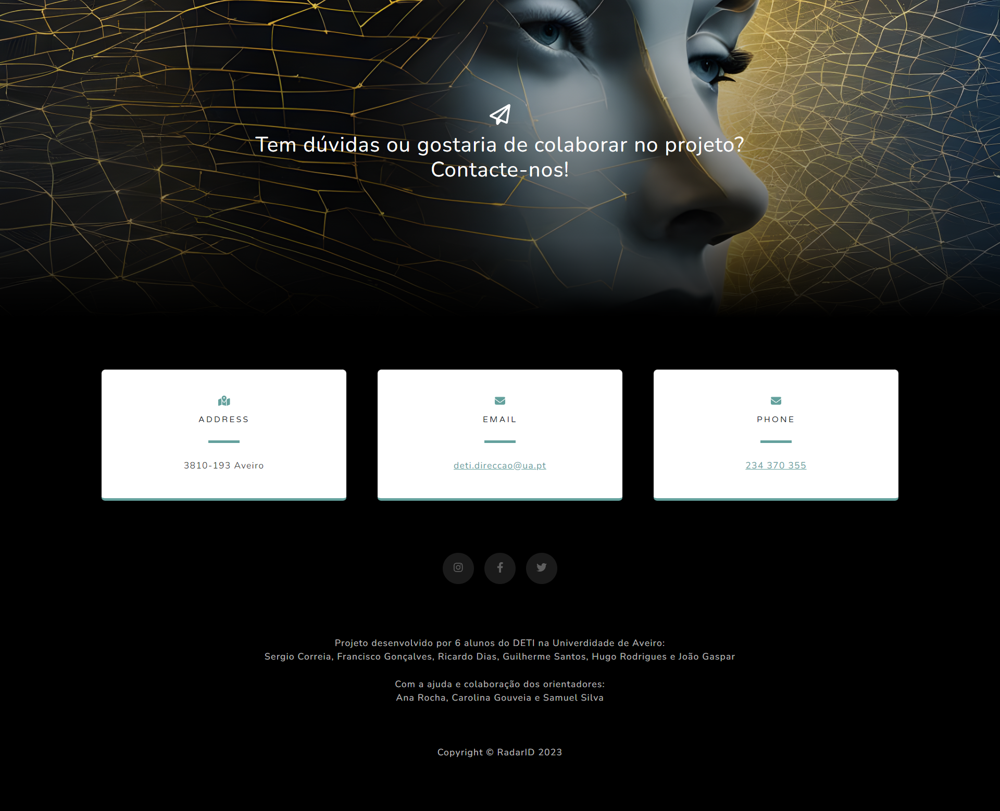 Tem dúvidas ou gostaria de colaborar no projeto?
Contacte-nos!
ADDRESS
3810-193 Aveiro
EMAIL
deti.direccao@ua.pt
PHONE
234 370 355
Projeto desenvolvido por 6 alunos do DETI na Univerdidade de Aveiro:
Sergio Correia, Francisco Gonçalves, Ricardo Dias, Guilherme Santos, Hugo Rodrigues e João Gaspar
Com a ajuda e colaboração dos orientadores:
Ana Rocha, Carolina Gouveia e Samuel Silva
Copyright © RadarID 2023